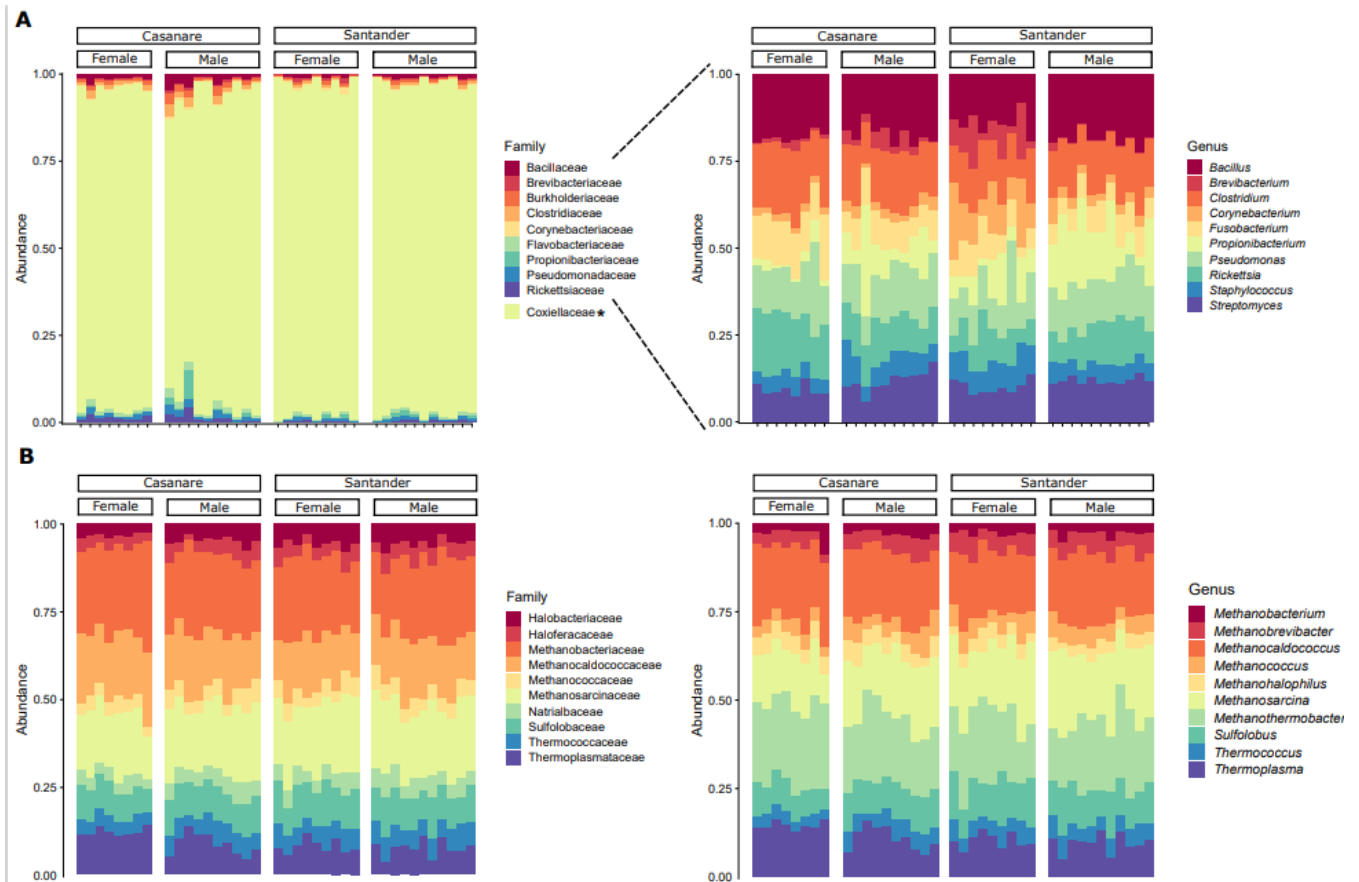 A
Casanare
Santander
Female
Male
Female
Male
1.00
0.75
0.50
0.25
0.00
Abundance
Family
Bacillaceae
Brevibacteriaceae
Burkholderiaceae
Clostridiaceae
Corynebacteriaceae
Flavobacteriaceae
Propionibacteriaceae
Pseudomonadaceae
Rickettsiaceae
Coxiellaceae★
Casanare
Santander
Female
Male
Female
Male
1.00
0.75
0.50
0.25
0.00
Abundance
Genus
Bacillus
Brevibacterium
Clostridium
Corynebacterium
Fusobacterium
Propionibacterium
Pseudomonas
Rickettsia
Staphylococcus
Streptomyces
B
Casanare
Santander
Female
Male
Female
Male
1.00
0.75
0.50
0.25
0.00
Abundance
Family
Halobacteriaceae
Haloferacaceae
Methanobacteriaceae
Methanocaldococcaceae
Methanococcaceae
Methanosarcinaceae
Natrialbaceae
Sulfolobaceae
Thermococcaceae
Thermoplasmataceae
Casanare
Santander
Female
Male
Female
Male
1.00
0.75
0.50
0.25
0.00
Abundance
Genus
Methanobacterium
Methanobrevibacter
Methanocaldococcus
Methanococcus
Methanohalophilus
Methanosarcina
Methanothermobacter
Sulfolobus
Thermococcus
Thermoplasma